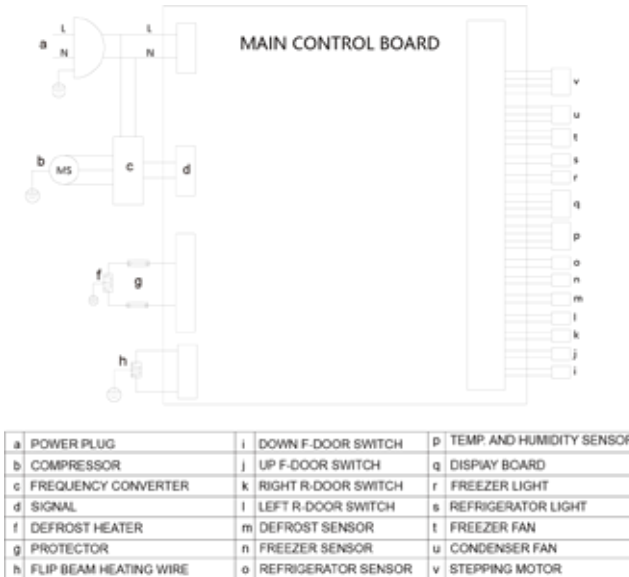 MAIN CONTROL BOARD
L
L
a
N
N
b
MS
c
d
f
g
h
v
u
t
s
r
q
p
o
n
m
l
k
j
i
a POWER PLUG i DOWN F-DOOR SWITCH p TEMP. AND HUMIDITY SENSOR
b COMPRESSOR j UP F-DOOR SWITCH q DISPIAY BOARD
c FREQUENCY CONVERTER k RIGHT R-DOOR SWITCH r FREEZER LIGHT
d SIGNAL l LEFT R-DOOR SWITCH s REFRIGERATOR LIGHT
f DEFROST HEATER m DEFROST SENSOR t FREEZER FAN
g PROTECTOR n FREEZER SENSOR u CONDENSER FAN
h FLIP BEAM HEATING WIRE o REFRIGERATOR SENSOR v STEPPING MOTOR